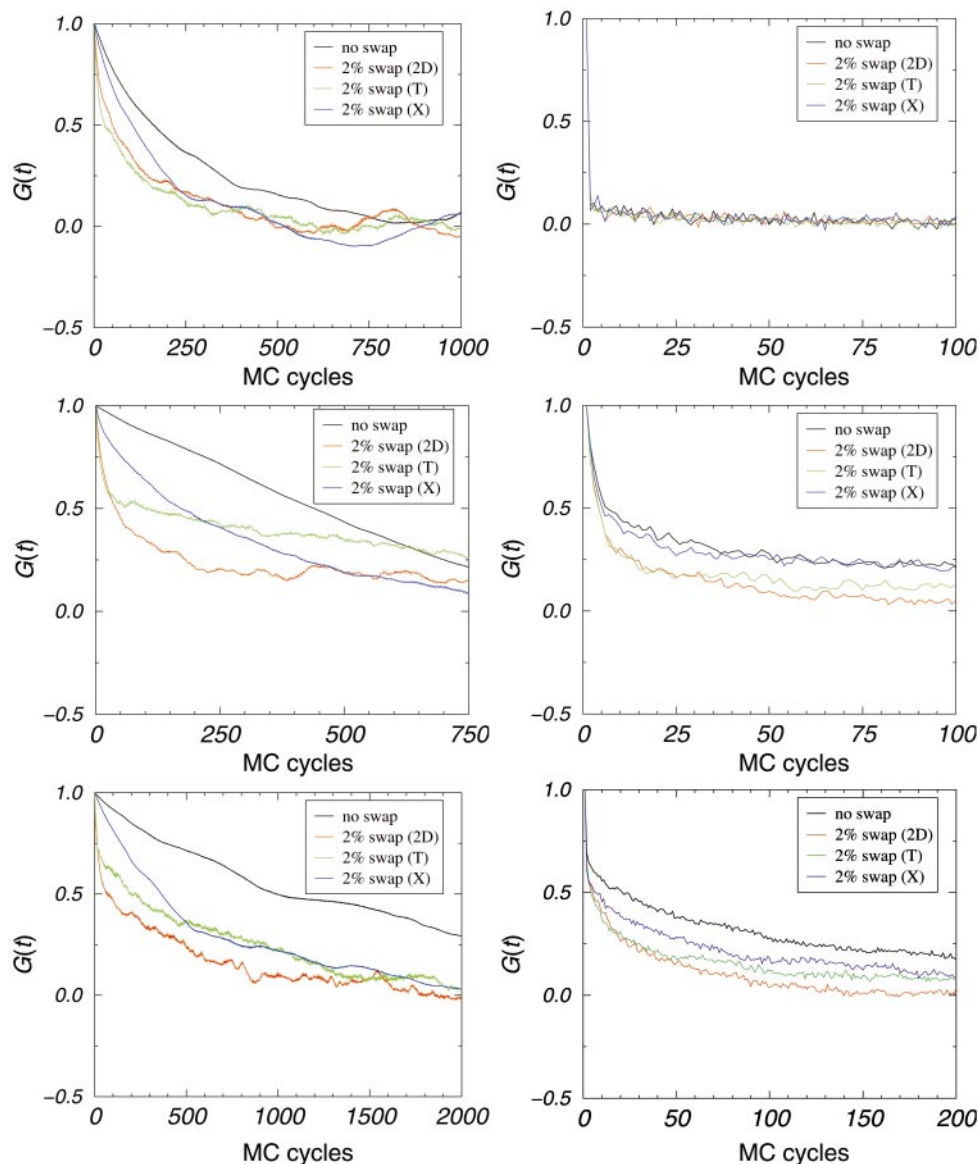 1.0
0.5
0.0
−0.5
G(t)
no swap
2% swap (2D)
2% swap (T)
2% swap (X)
0 250 500 750 1000
MC cycles
1.0
0.5
0.0
−0.5
G(t)
no swap
2% swap (2D)
2% swap (T)
2% swap (X)
0 25 50 75 100
MC cycles
1.0
0.5
0.0
−0.5
G(t)
no swap
2% swap (2D)
2% swap (T)
2% swap (X)
0 250 500 750
MC cycles
1.0
0.5
0.0
−0.5
G(t)
no swap
2% swap (2D)
2% swap (T)
2% swap (X)
0 25 50 75 100
MC cycles
1.0
0.5
0.0
−0.5
G(t)
no swap
2% swap (2D)
2% swap (T)
2% swap (X)
0 500 1000 1500 2000
MC cycles
1.0
0.5
0.0
−0.5
G(t)
no swap
2% swap (2D)
2% swap (T)
2% swap (X)
0 50 100 150 200
MC cycles